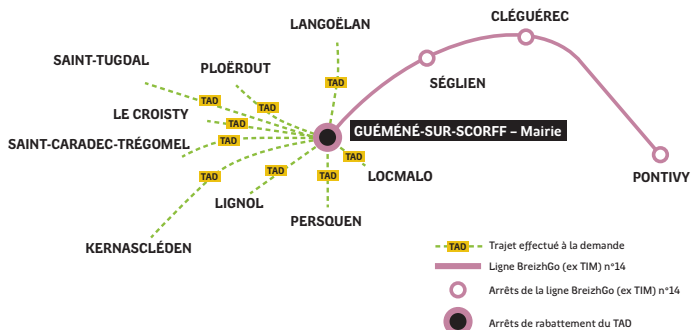 CLÉGUÉREC
LANGOËLAN
SAINT-TUGDAL
PLOËRDUT
SÉGLIEN
TAD
TAD
TAD
LE CROISTY
TAD
GUÉMÉNÉ-SUR-SCORFF – Mairie
SAINT-CARADEC-TRÉGOMEL
TAD
TAD
TAD
TAD
TAD
LOCMALO
PONTIVY
LIGNOL
PERSQUEN
KERNASCLÉDEN
TAD Trajet effectué à la demande
Ligne BreizhGo (ex TIM) n°14
Arrêts de la ligne BreizhGo (ex TIM) n°14
Arrêts de rabattement du TAD